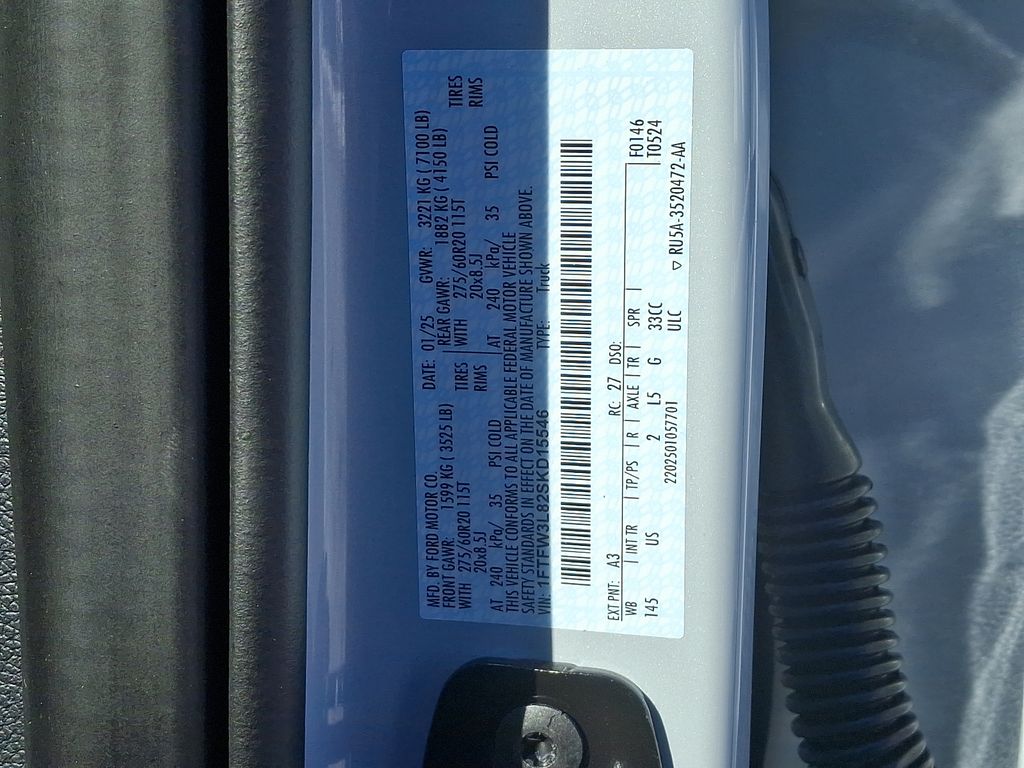 MFD. BY FORD MOTOR CO. DATE: 01/25 GVWR: 3221 KG ( 7100 LB)
FRONT GAWR: 1599 KG ( 3525 LB) REAR GAWR: 1882 KG ( 4150 LB)
WITH 275/60R20 115T TIRES WITH 275/60R20 115T TIRES
20x8.5J RIMS 20x8.5J RIMS
AT 240 kPa/ 35 PSI COLD AT 240 kPa/ 35 PSI COLD
THIS VEHICLE CONFORMS TO ALL APPLICABLE FEDERAL MOTOR VEHICLE
SAFETY STANDARDS IN EFFECT ON THE DATE OF MANUFACTURE SHOWN ABOVE.
VIN: 1FTFW3L82SKD15546 TYPE: Truck
EXT PNT: A3 RC: 27 DSO: F0146
WB INT TR TP/PS R AXLE TR SPR T0524
145 US 2 L5 G 33CC
2202501057701 ULC ▽ RU5A-3520472-AA